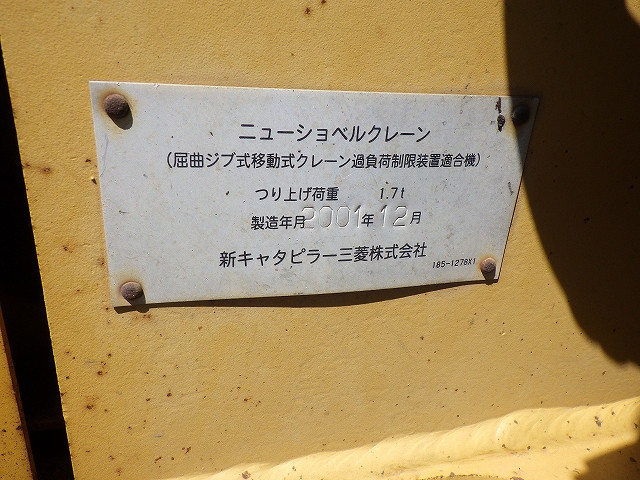 ニューショベルクレーン
(屈曲ジブ式移動式クレーン過負荷制限装置適合機)
つり上げ荷重 1.7t
製造年月 2001年 12月
新キャタピラー三菱株式会社
185-1278X1